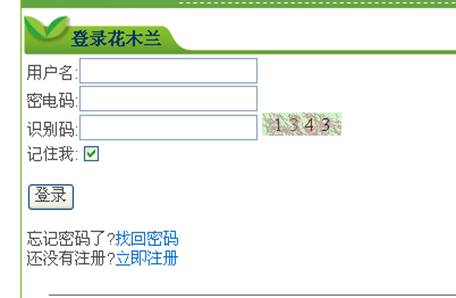 登录花木兰
用户名:
密电码:
识别码: 1343
记住我:
登录
忘记密码了?找回密码
还没有注册?立即注册